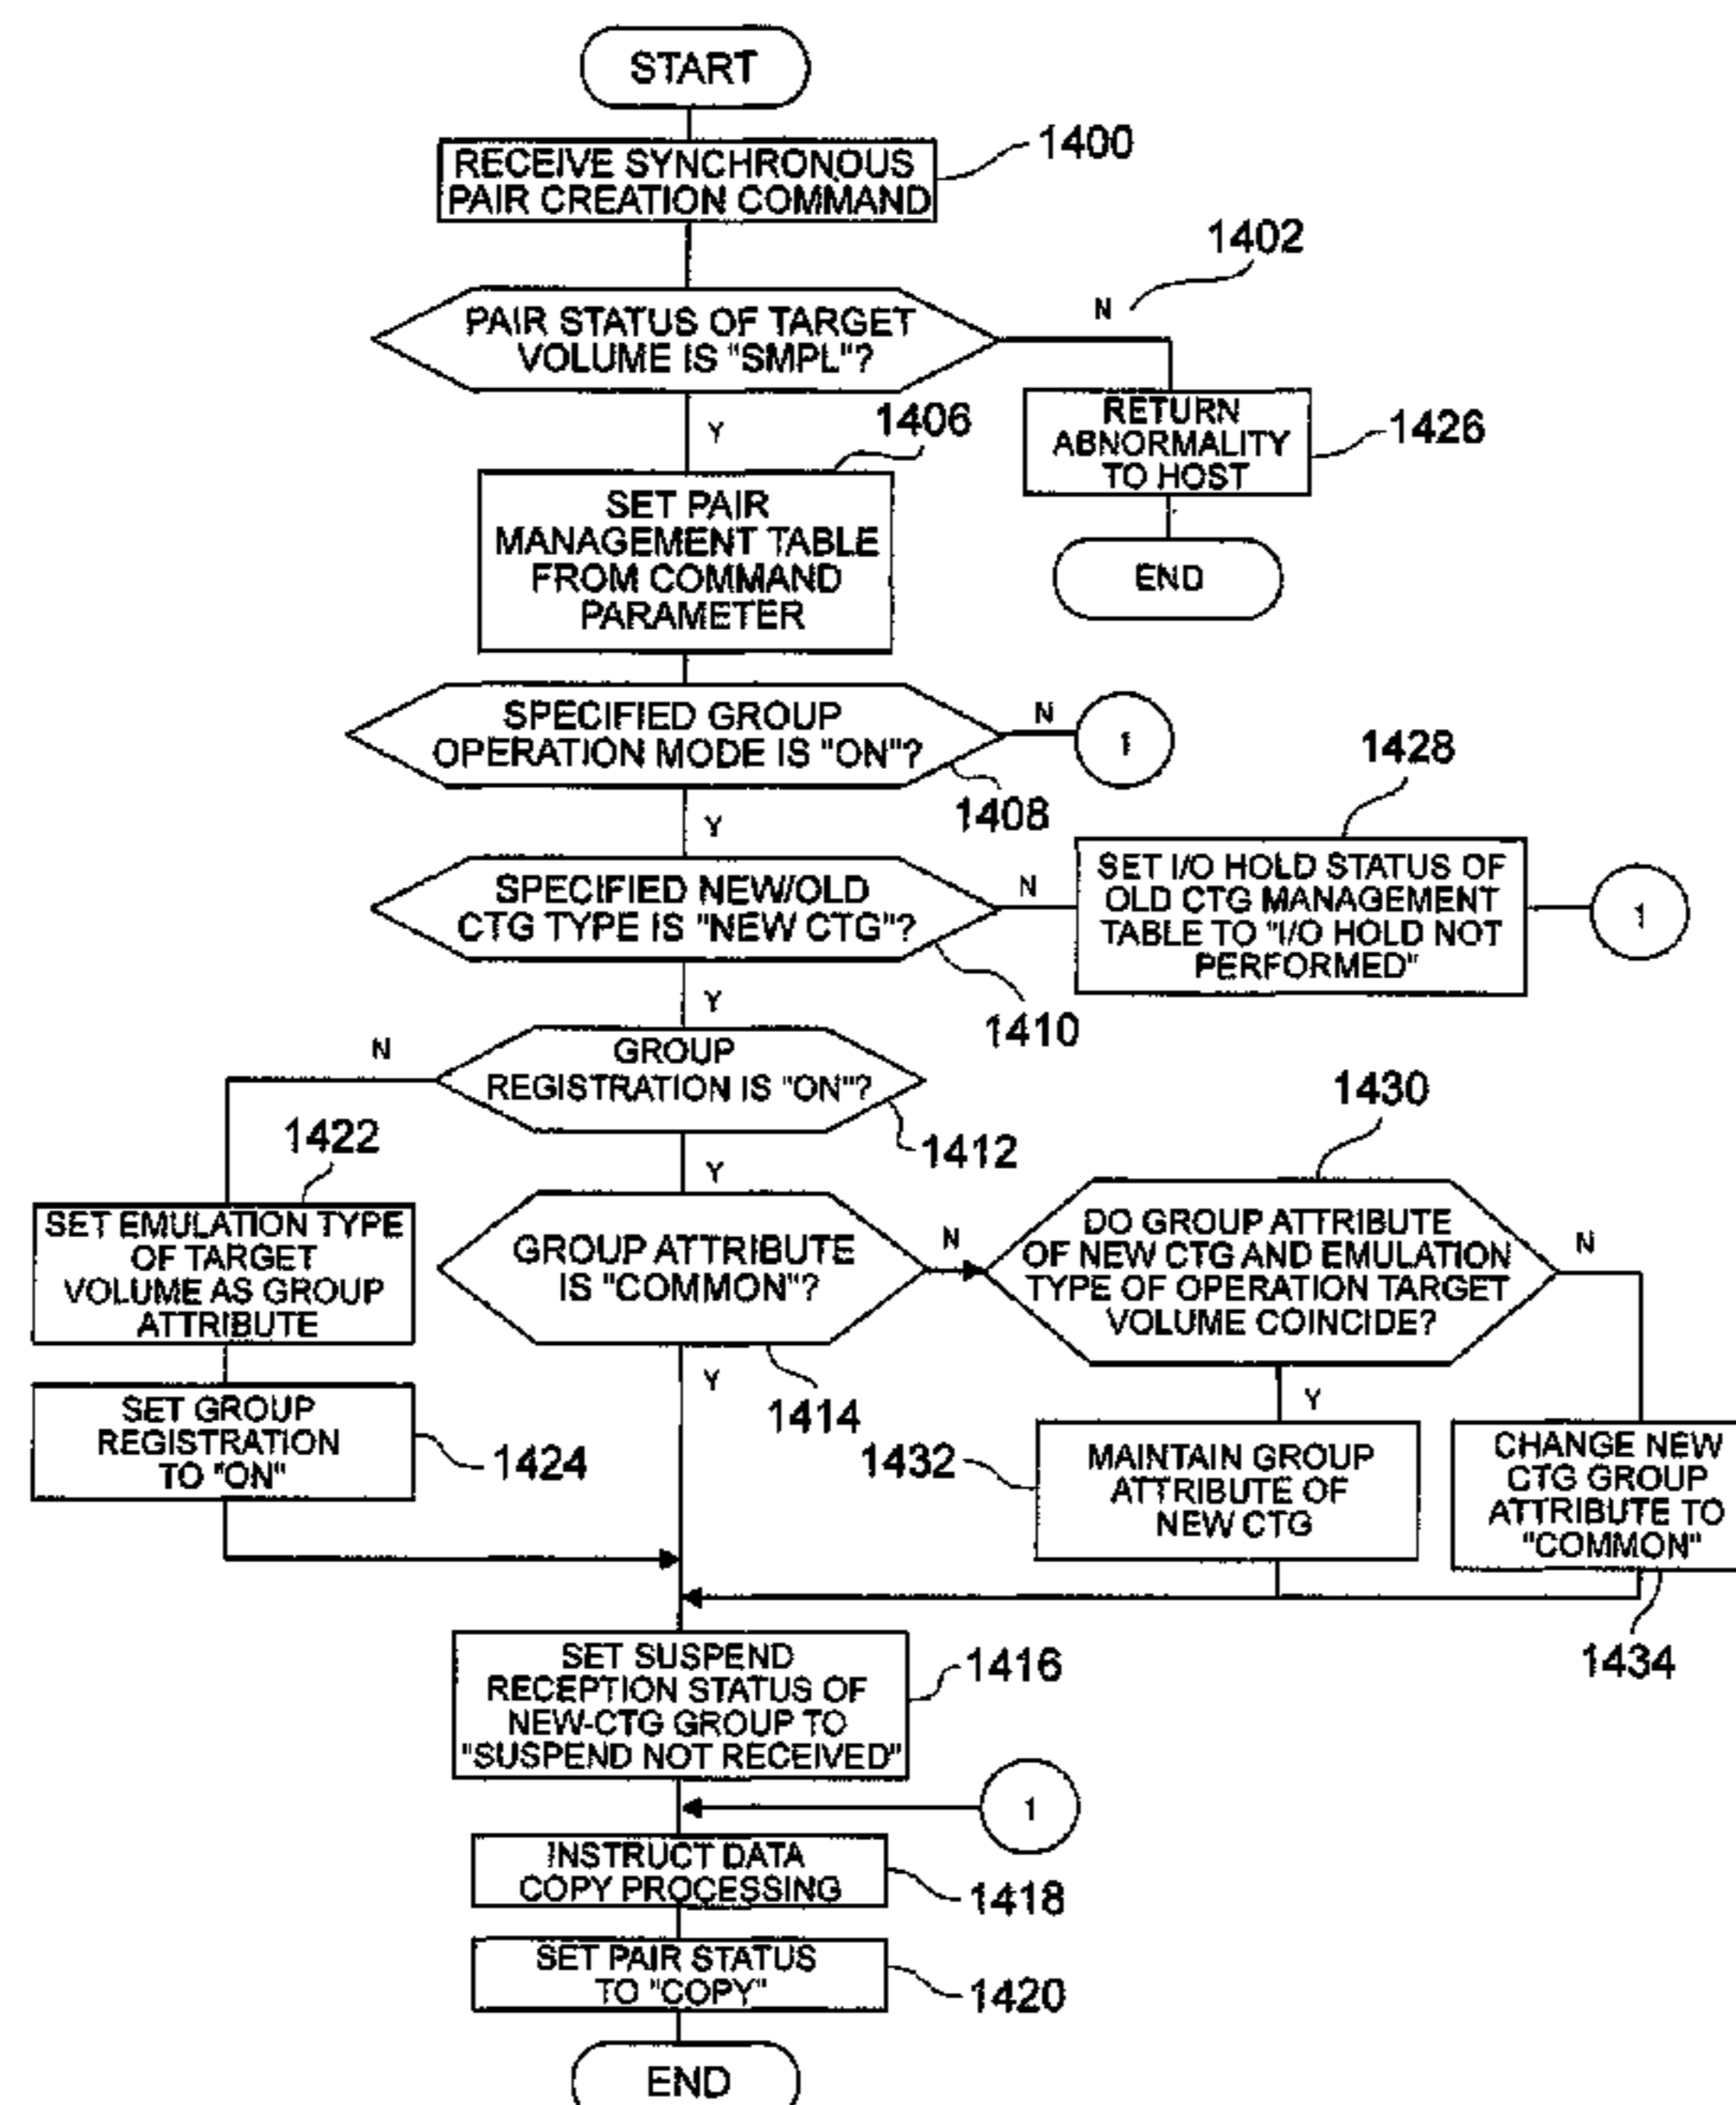 START
RECEIVE SYNCHRONOUS
PAIR CREATION COMMAND
1400
1402
PAIR STATUS OF TARGET
VOLUME IS "SMPL"?
N
Y
1406
RETURN
ABNORMALITY
TO HOST
1426
END
SET PAIR
MANAGEMENT TABLE
FROM COMMAND
PARAMETER
SPECIFIED GROUP
OPERATION MODE IS "ON"?
N
1
1408
Y
1428
SPECIFIED NEW/OLD
CTG TYPE IS "NEW CTG"?
N
SET I/O HOLD STATUS OF
OLD CTG MANAGEMENT
TABLE TO "I/O HOLD NOT
PERFORMED"
1
1410
Y
GROUP
REGISTRATION IS "ON"?
N
1412
Y
1422
SET EMULATION TYPE
OF TARGET
VOLUME AS GROUP
ATTRIBUTE
GROUP ATTRIBUTE
IS "COMMON"?
N
1414
Y
1430
DO GROUP ATTRIBUTE
OF NEW CTG AND EMULATION
TYPE OF OPERATION TARGET
VOLUME COINCIDE?
N
Y
SET GROUP
REGISTRATION
TO "ON"
1424
1432
MAINTAIN GROUP
ATTRIBUTE OF
NEW CTG
CHANGE NEW
CTG GROUP
ATTRIBUTE TO
"COMMON"
1434
SET SUSPEND
RECEPTION STATUS OF
NEW-CTG GROUP TO
"SUSPEND NOT RECEIVED"
1416
1
INSTRUCT DATA
COPY PROCESSING
1418
SET PAIR STATUS
TO "COPY"
1420
END